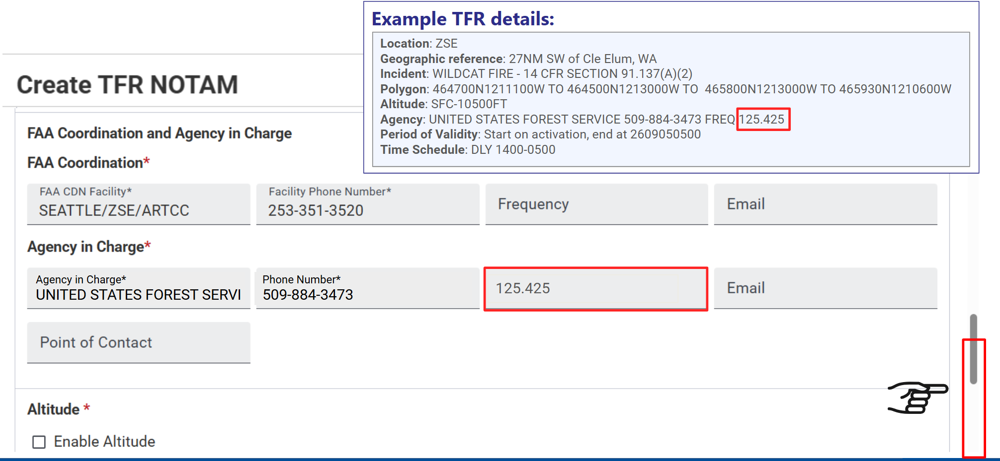 Example TFR details:
Location: ZSE
Geographic reference: 27NM SW of Cle Elum, WA
Incident: WILDCAT FIRE - 14 CFR SECTION 91.137(A)(2)
Polygon: 464700N1211100W TO 464500N1213000W TO 465800N1213000W TO 465930N1210600W
Altitude: SFC-10500FT
Agency: UNITED STATES FOREST SERVICE 509-884-3473 FREQ 125.425
Period of Validity: Start on activation, end at 2609050500
Time Schedule: DLY 1400-0500
Create TFR NOTAM
FAA Coordination and Agency in Charge
FAA Coordination*
FAA CDN Facility*
SEATTLE/ZSE/ARTCC
Facility Phone Number*
253-351-3520
Frequency
Email
Agency in Charge*
Agency in Charge*
UNITED STATES FOREST SERVI
Phone Number*
509-884-3473
125.425
Email
Point of Contact
Altitude *
Enable Altitude